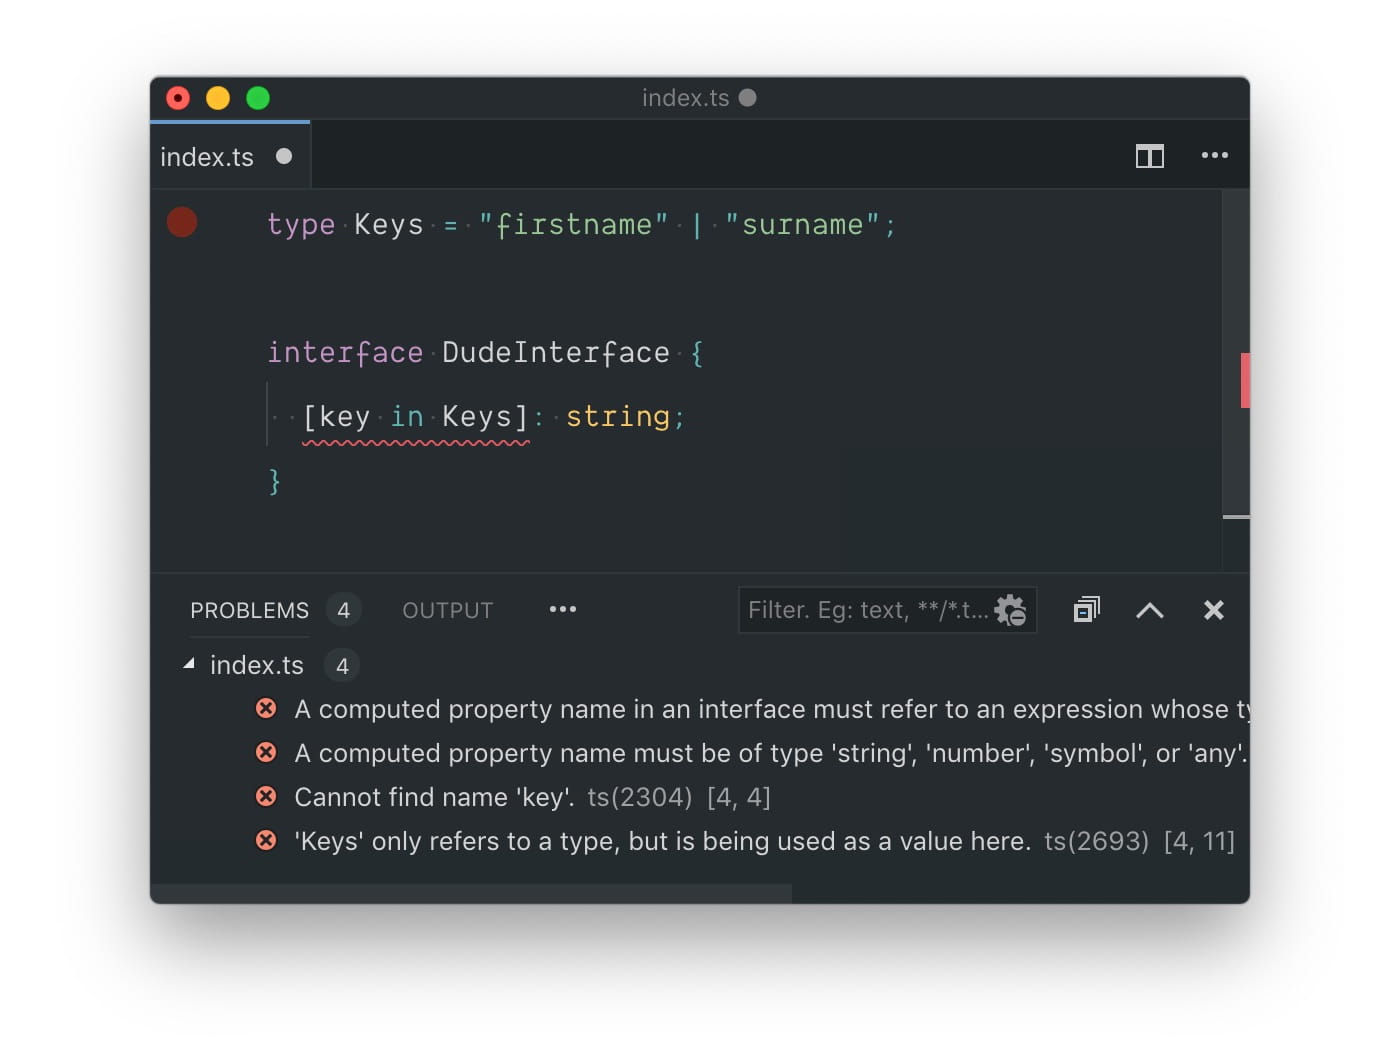 index.ts
index.ts
type Keys = "firstname" | "surname";
interface DudeInterface {
[key in Keys]: string;
}
PROBLEMS 4 OUTPUT ••• Filter. Eg: text, **/*.t...
index.ts 4
A computed property name in an interface must refer to an expression whose
A computed property name must be of type 'string', 'number', 'symbol', or 'any'.
Cannot find name 'key'. ts(2304) [4, 4]
'Keys' only refers to a type, but is being used as a value here. ts(2693) [4, 11]